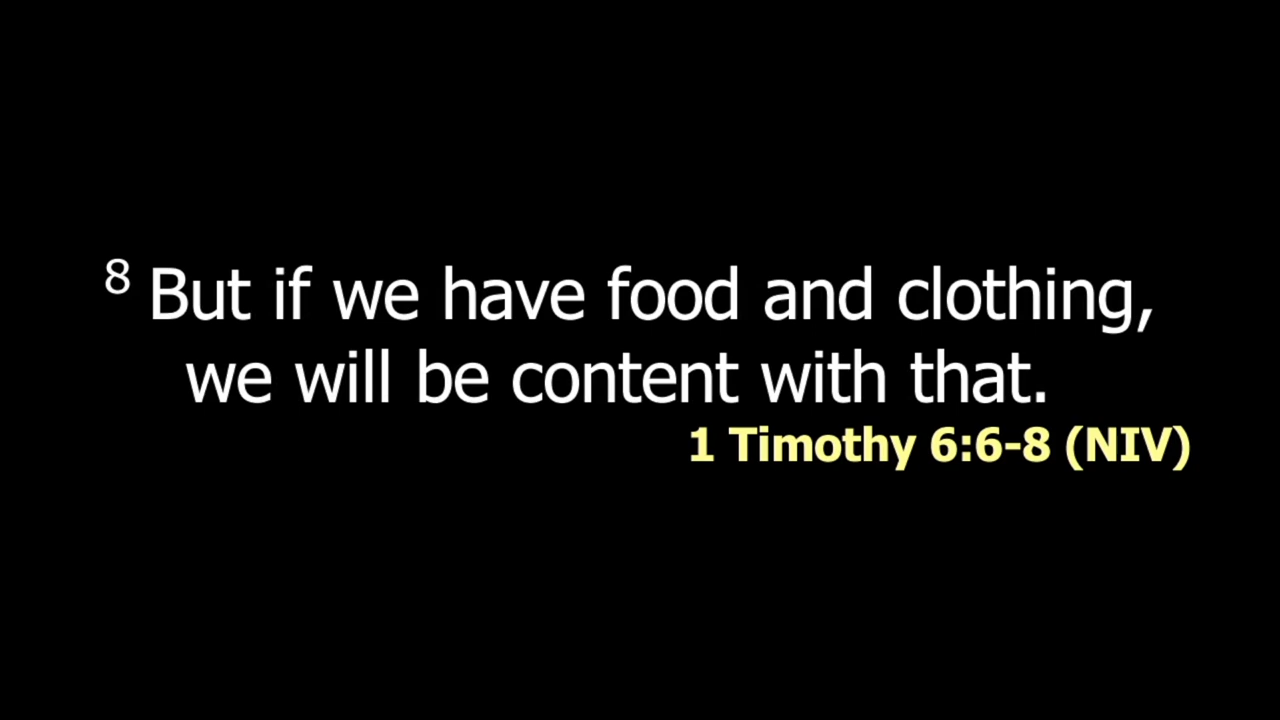 8 But if we have food and clothing,
we will be content with that.
1 Timothy 6:6-8 (NIV)